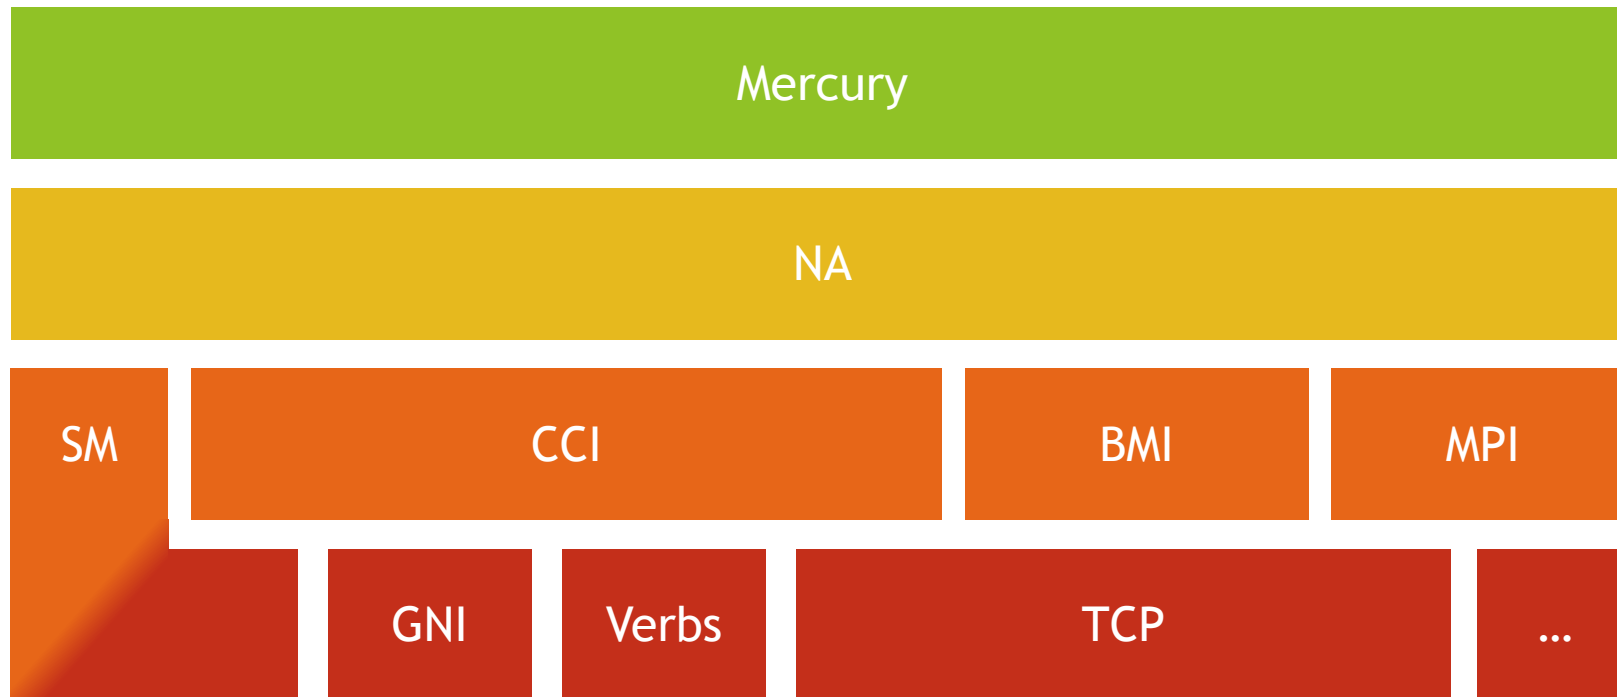 Mercury
NA
SM
CCI
BMI
MPI
GNI
Verbs
TCP
...